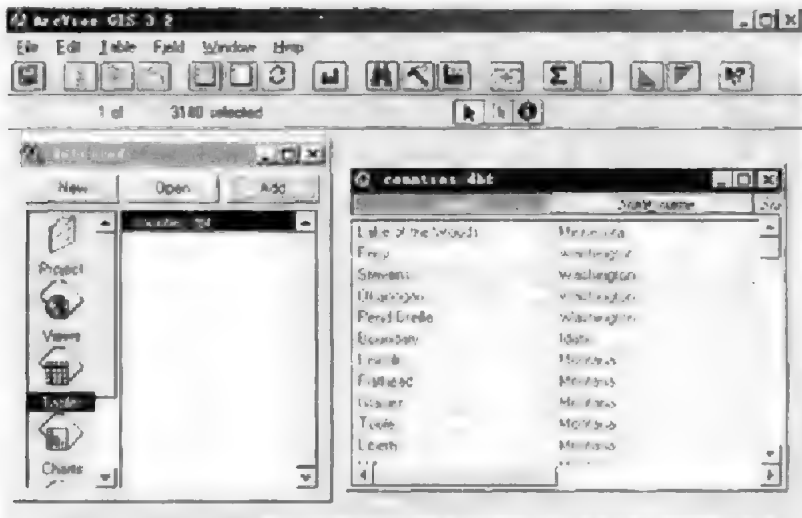 ArcView GIS 3.2
File Edit Table Field Window Help
1 of 3140 selected
New Open Add
Project
Views
Tables
Charts
counties.dbf
State_name
Lake of the Woods Minnesota
Ferry Washington
Stevens Washington
Okanogan Washington
Pend Oreille Washington
Boundary Idaho
Lincoln Montana
Flathead Montana
Glacier Montana
Toole Montana
Liberty Montana